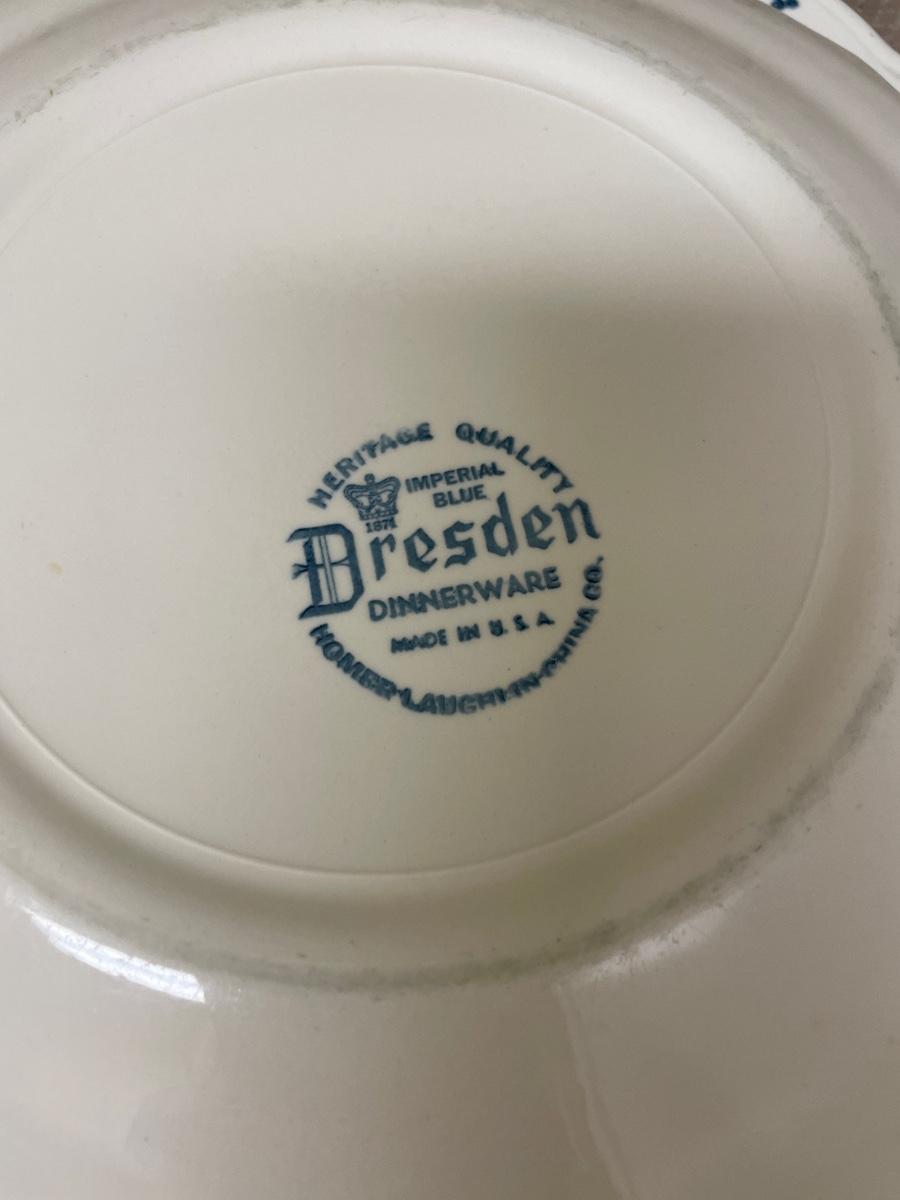 HERITAGE QUALITY
IMPERIAL
BLUE
1871
Dresden
DINNERWARE
MADE IN U.S.A.
HOMER-LAUGHLIN-CHINA CO.